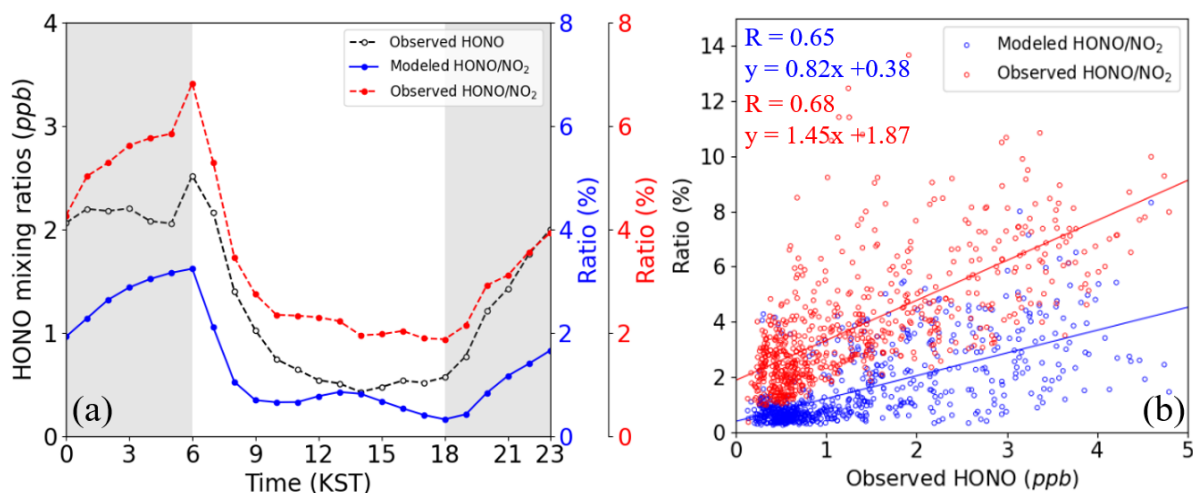 4
3
2
1
0
HONO mixing ratios (ppb)
Observed HONO
Modeled HONO/NO₂
Observed HONO/NO₂
(a)
0 3 6 9 12 15 18 21 23
Time (KST)
8
6
4
2
0
Ratio (%)
8
6
4
2
0
Ratio (%)
14
12
10
8
6
4
2
0
Ratio (%)
R = 0.65
y = 0.82x +0.38
R = 0.68
y = 1.45x +1.87
Modeled HONO/NO₂
Observed HONO/NO₂
(b)
0 1 2 3 4 5
Observed HONO (ppb)